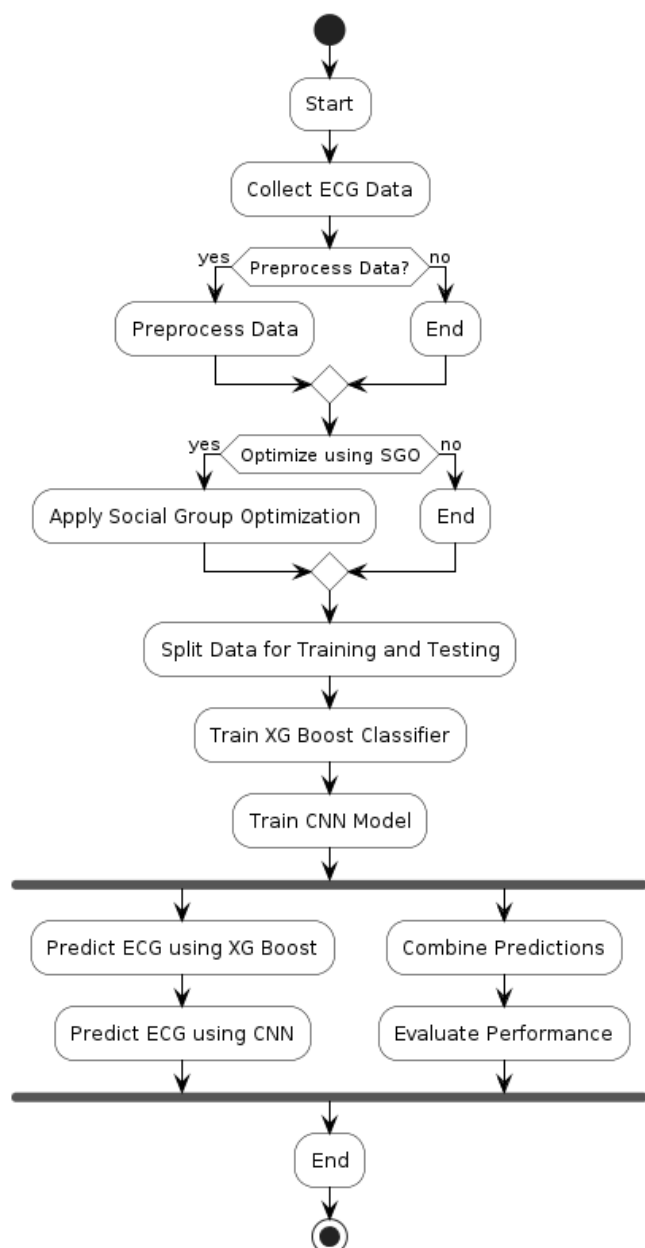 Start
Collect ECG Data
yes
Preprocess Data?
no
Preprocess Data
End
yes
Optimize using SGO
no
Apply Social Group Optimization
End
Split Data for Training and Testing
Train XG Boost Classifier
Train CNN Model
Predict ECG using XG Boost
Combine Predictions
Predict ECG using CNN
Evaluate Performance
End